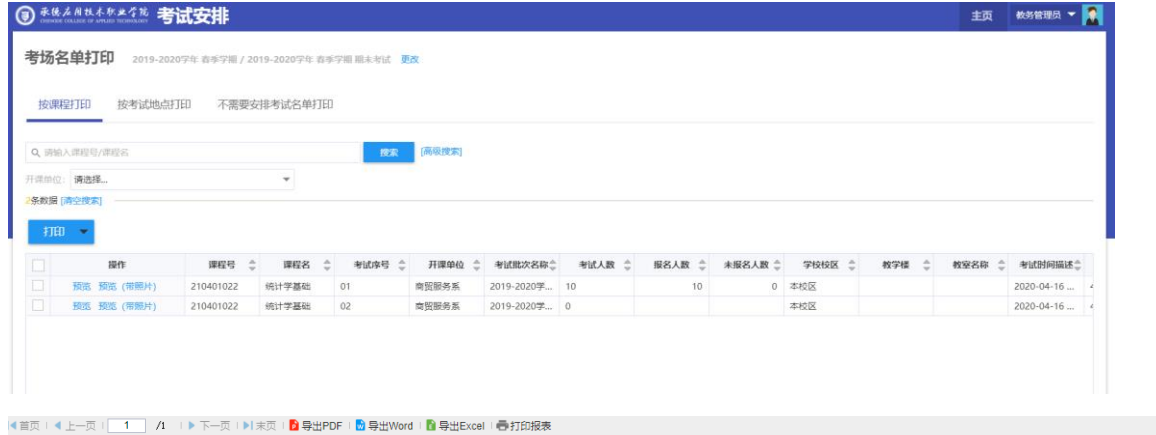 承德应用技术职业学院 考试安排 主页 教务管理员
CHENGDE COLLEGE OF APPLIED TECHNOLOGY
考场名单打印 2019-2020学年 春季学期 / 2019-2020学年 春季学期 期末考试 更改
按课程打印 按考试地点打印 不需要安排考试名单打印
请输入课程号/课程名 搜索 [高级搜索]
开课单位: 请选择...
2条数据 [清空搜索]
打印
操作 课程号 课程名 考试序号 开课单位 考试批次名称 考试人数 报名人数 未报名人数 学校校区 教学楼 教室名称 考试时间描述
预览 预览 (带照片) 210401022 统计学基础 01 商贸服务系 2019-2020学... 10 10 0 本校区 2020-04-16 ...
预览 预览 (带照片) 210401022 统计学基础 02 商贸服务系 2019-2020学... 0 本校区 2020-04-16 ...
首页 上一页 1 /1 下一页 末页 导出PDF 导出Word 导出Excel 打印报表